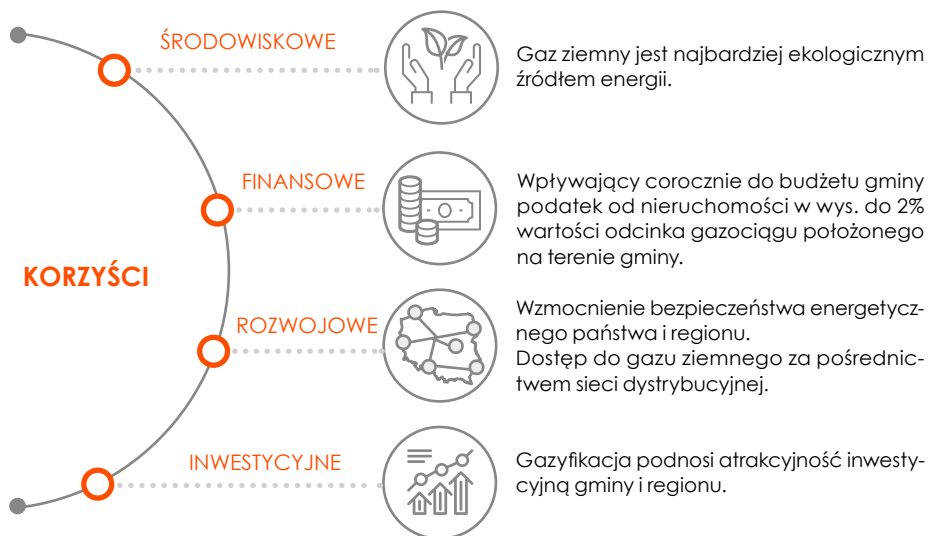 ŚRODOWISKOWE
Gaz ziemny jest najbardziej ekologicznym
źródłem energii.
FINANSOWE
Wpływający corocznie do budżetu gminy
podatek od nieruchomości w wys. do 2%
wartości odcinka gazociągu położonego
na terenie gminy.
KORZYŚCI
ROZWOJOWE
Wzmocnienie bezpieczeństwa energetycz-
nego państwa i regionu.
Dostęp do gazu ziemnego za pośrednic-
twem sieci dystrybucyjnej.
INWESTYCYJNE
Gazyfikacja podnosi atrakcyjność inwesty-
cyjną gminy i regionu.